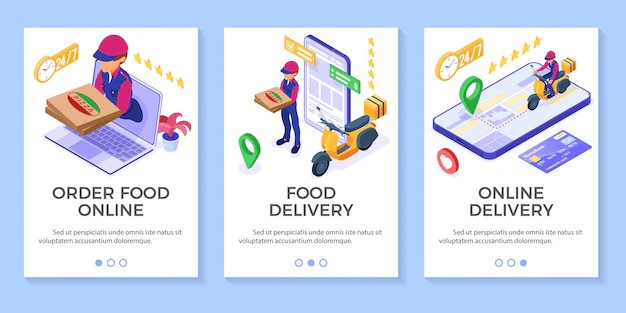 24/7
PIZZA
ORDER FOOD
ONLINE
Sed ut perspiciatis unde omnis iste natus sit
voluptatem accusantium doloremque.
FOOD
DELIVERY
Sed ut perspiciatis unde omnis iste natus sit
voluptatem accusantium doloremque.
24/7
ONLINE
DELIVERY
Sed ut perspiciatis unde omnis iste natus sit
voluptatem accusantium doloremque.